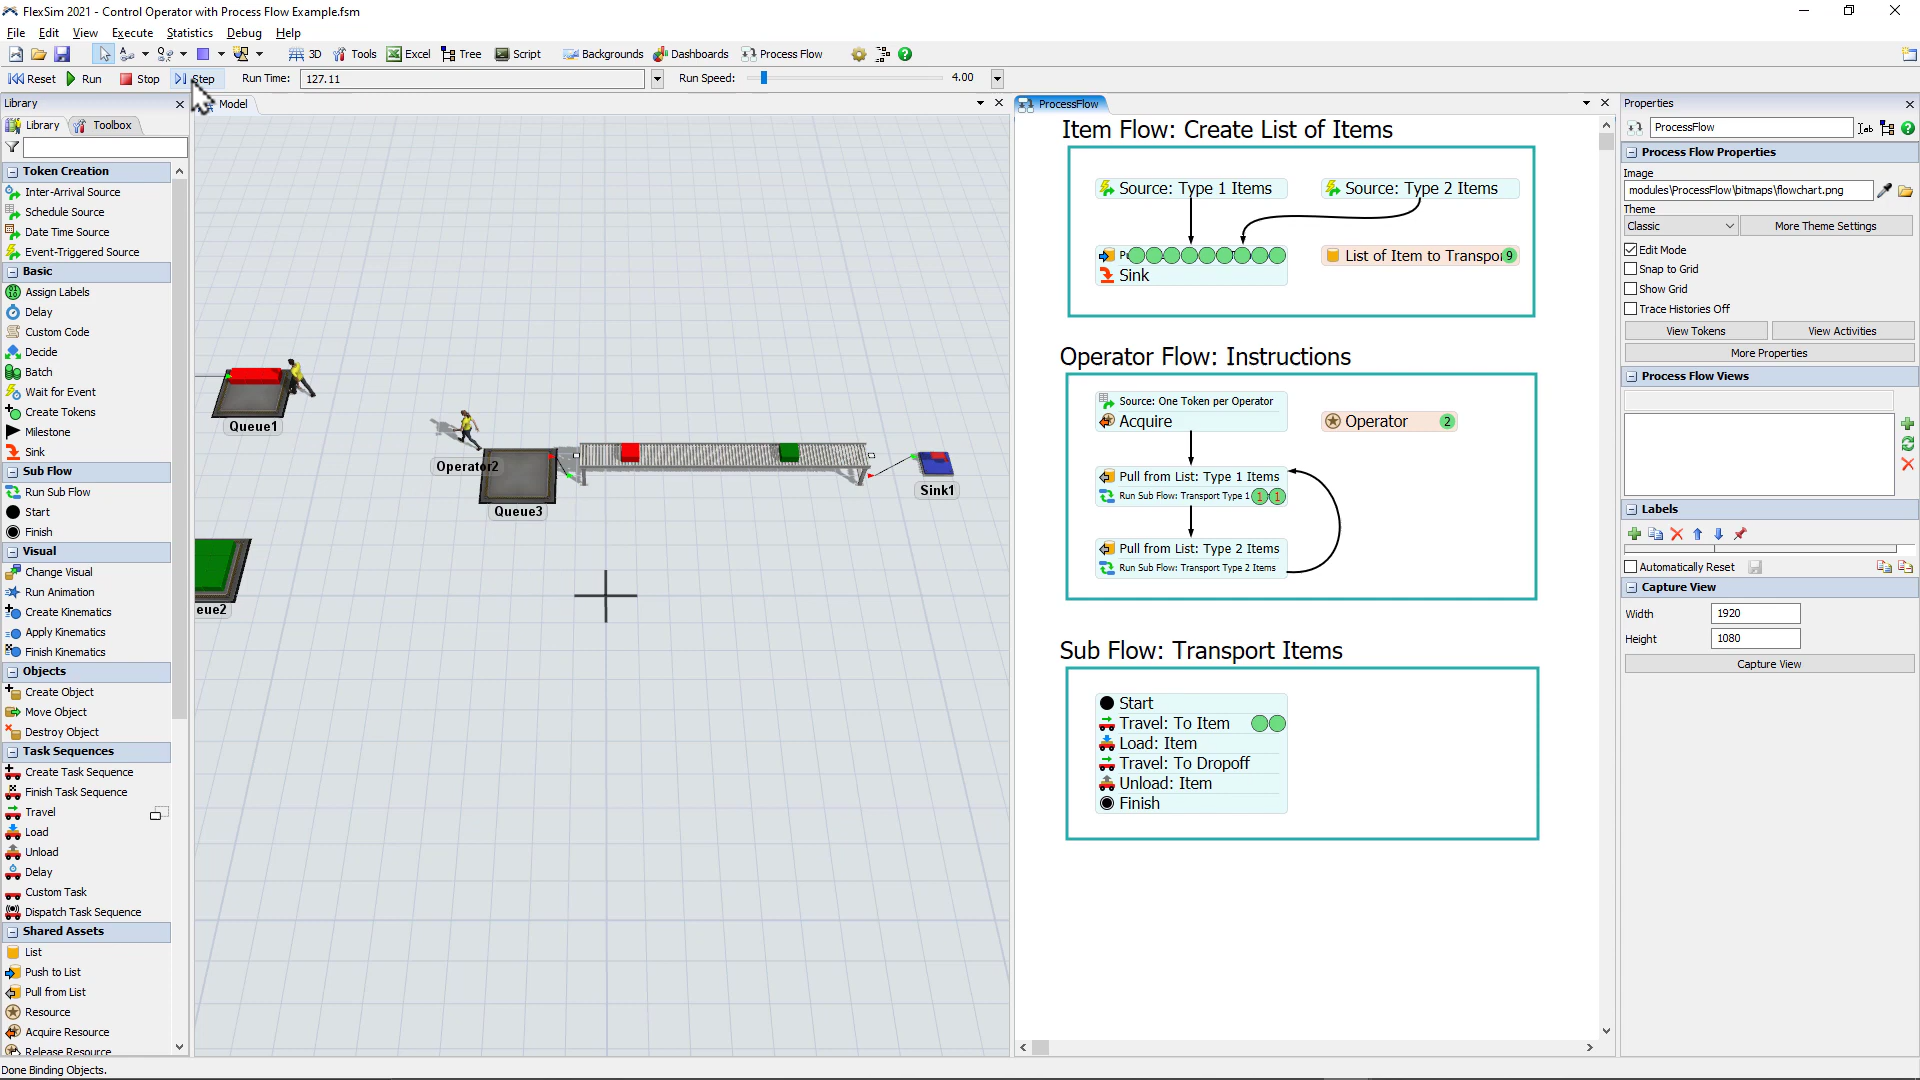 FlexSim 2021 - Control Operator with Process Flow Example.fsm
File Edit View Execute Statistics Debug Help
3D Tools Excel Tree Script Backgrounds Dashboards Process Flow
Reset Run Stop Step Run Time: 127.11 Run Speed: 4.00
Library
Library Toolbox
Token Creation
Inter-Arrival Source
Schedule Source
Date Time Source
Event-Triggered Source
Basic
Assign Labels
Delay
Custom Code
Decide
Batch
Wait for Event
Create Tokens
Milestone
Sink
Sub Flow
Run Sub Flow
Start
Finish
Visual
Change Visual
Run Animation
Create Kinematics
Apply Kinematics
Finish Kinematics
Objects
Create Object
Move Object
Destroy Object
Task Sequences
Create Task Sequence
Finish Task Sequence
Travel
Load
Unload
Delay
Custom Task
Dispatch Task Sequence
Shared Assets
List
Push to List
Pull from List
Resource
Acquire Resource
Release Resource
Done Binding Objects.
Model
Queue1
Operator2
Queue3
Sink1
eue2
ProcessFlow
Item Flow: Create List of Items
Source: Type 1 Items
Source: Type 2 Items
List of Item to Transpor 9
Sink
Operator Flow: Instructions
Source: One Token per Operator
Acquire
Operator 2
Pull from List: Type 1 Items
Run Sub Flow: Transport Type 1 1 1
Pull from List: Type 2 Items
Run Sub Flow: Transport Type 2 Items
Sub Flow: Transport Items
Start
Travel: To Item
Load: Item
Travel: To Dropoff
Unload: Item
Finish
Properties
ProcessFlow
Process Flow Properties
Image
modules\ProcessFlow\bitmaps\flowchart.png
Theme
Classic More Theme Settings
Edit Mode
Snap to Grid
Show Grid
Trace Histories Off
View Tokens View Activities
More Properties
Process Flow Views
Labels
Automatically Reset
Capture View
Width 1920
Height 1080
Capture View